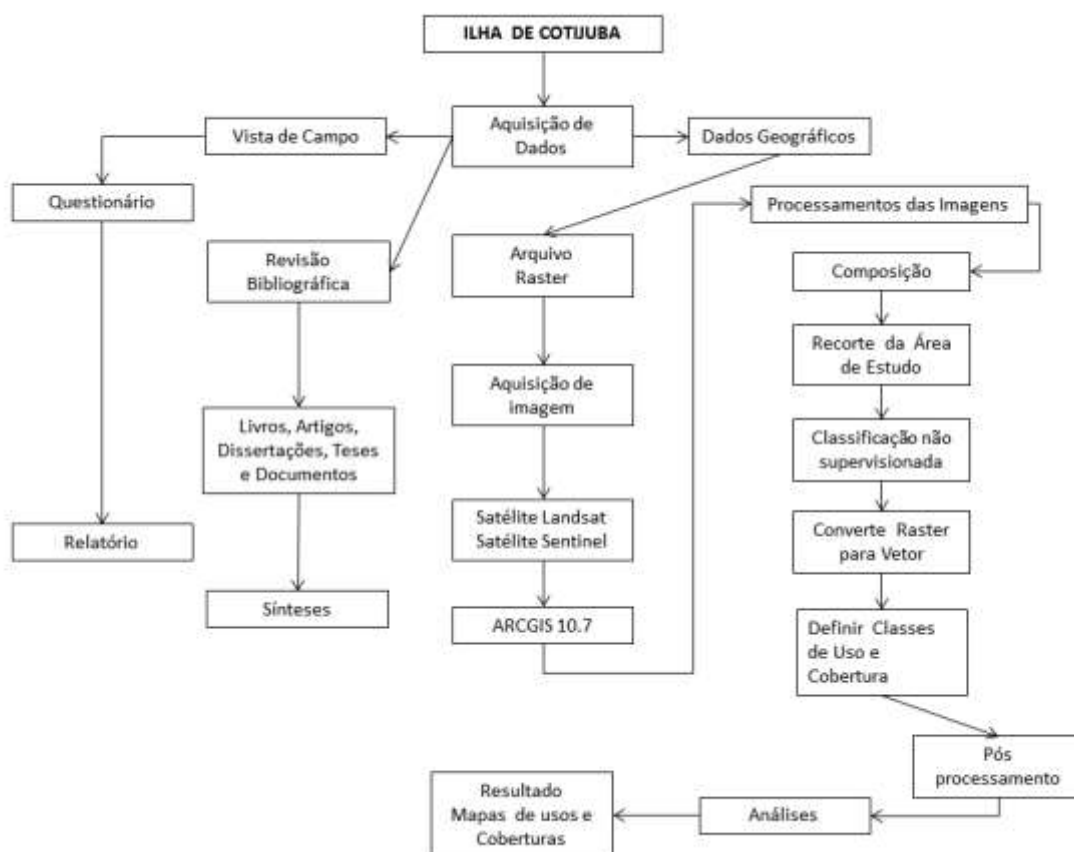 ILHA DE COTIJUBA
Aquisição de
Dados
Vista de Campo
Dados Geográficos
Questionário
Relatório
Revisão
Bibliográfica
Livros, Artigos,
Dissertações, Teses
e Documentos
Sínteses
Arquivo
Raster
Aquisição de
imagem
Satélite Landsat
Satélite Sentinel
ARCGIS 10.7
Processamentos das Imagens
Composição
Recorte da Área
de Estudo
Classificação não
supervisionada
Converte Raster
para Vetor
Definir Classes
de Uso e
Cobertura
Pós
processamento
Análises
Resultado
Mapas de usos e
Coberturas